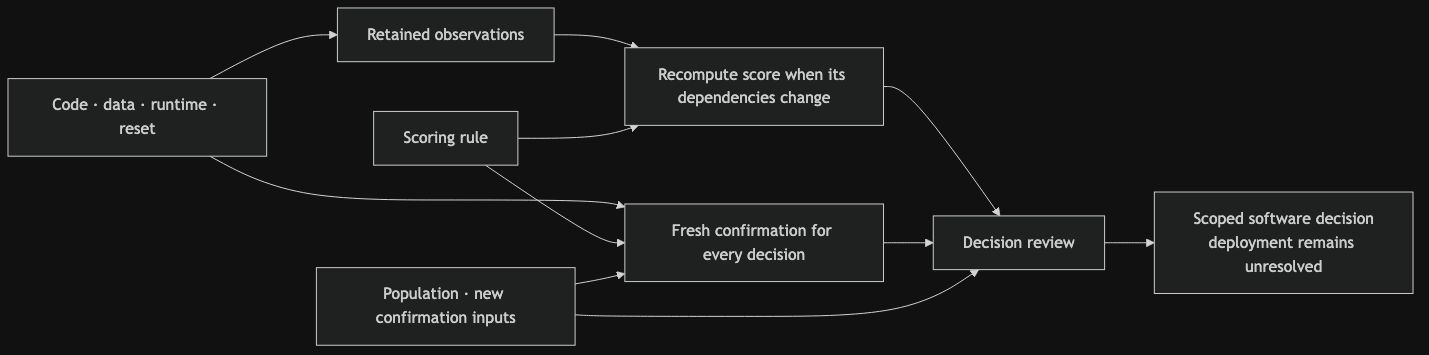 Retained observations
Code · data · runtime ·
reset
Recompute score when its
dependencies change
Scoring rule
Fresh confirmation for
every decision
Population · new
confirmation inputs
Decision review
Scoped software decision
deployment remains
unresolved